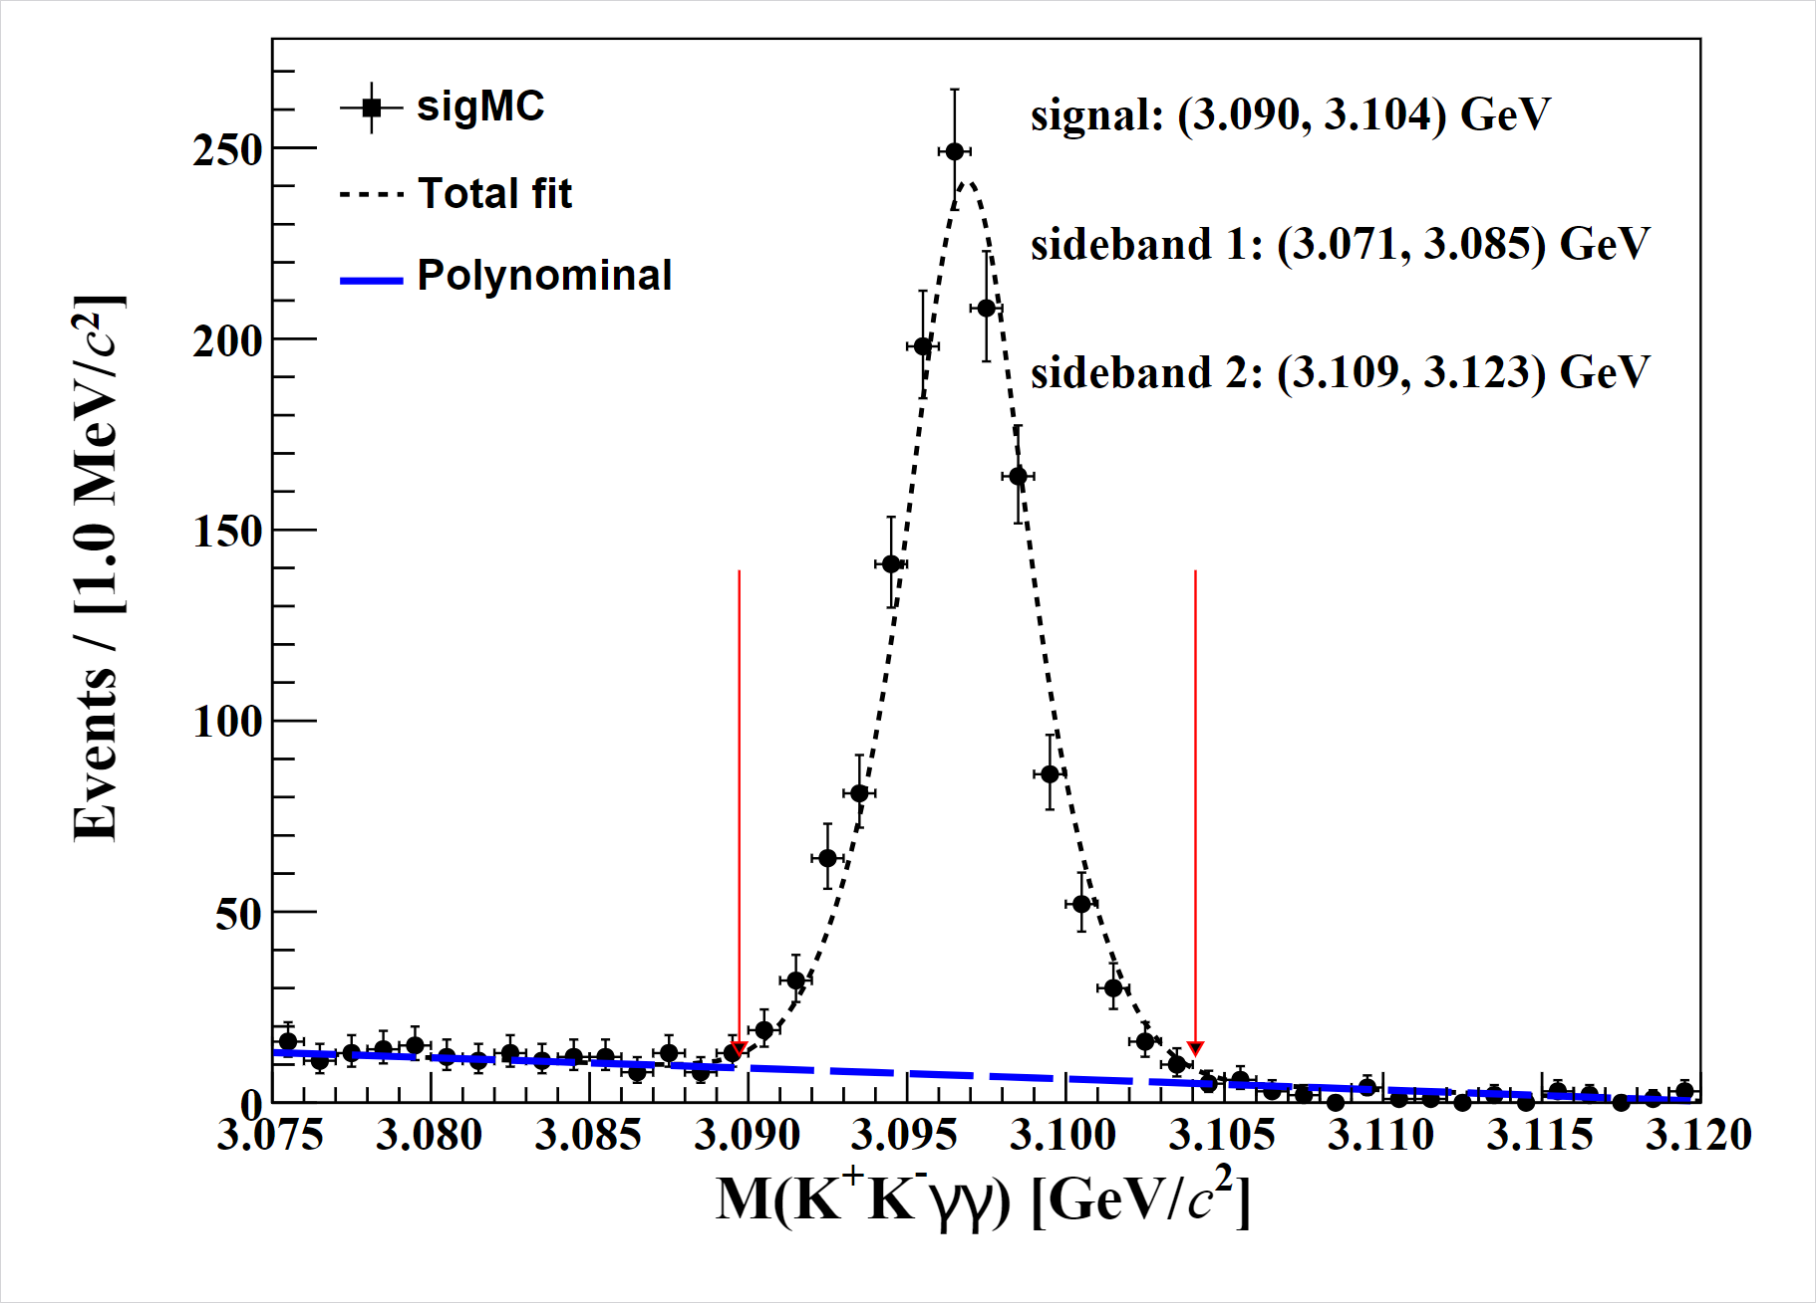 sigMC
Total fit
Polynominal
signal: (3.090, 3.104) GeV
sideband 1: (3.071, 3.085) GeV
sideband 2: (3.109, 3.123) GeV
Events / [1.0 MeV/c²]
250
200
150
100
50
0
3.075 3.080 3.085 3.090 3.095 3.100 3.105 3.110 3.115 3.120
M(K⁺K⁻γγ) [GeV/c²]